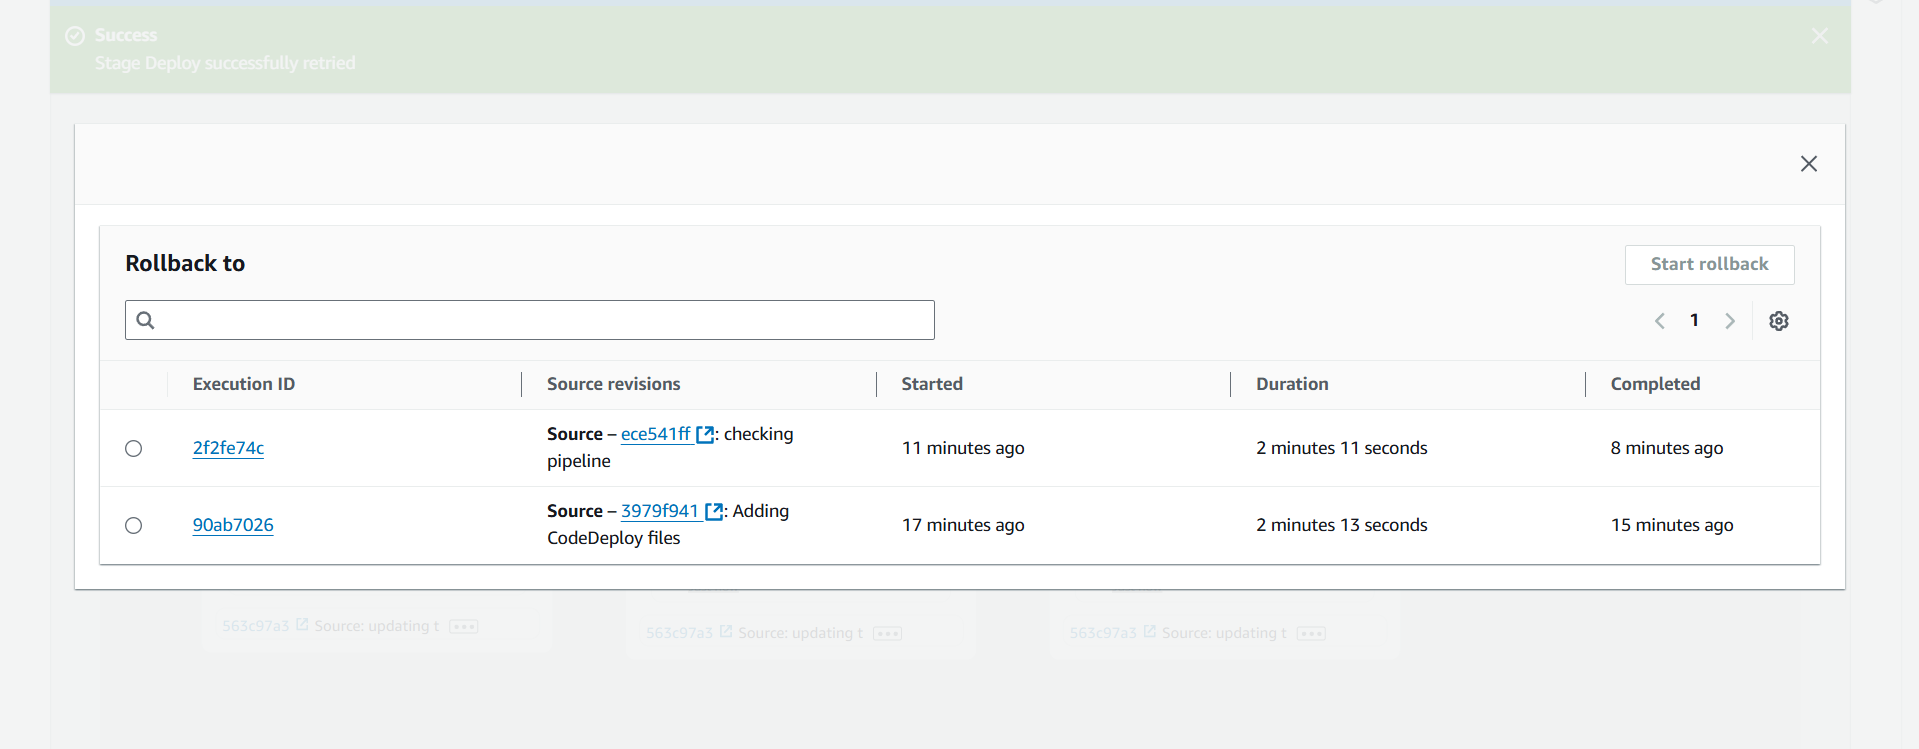 Success
Stage Deploy successfully retried
Rollback to
Start rollback
1
Execution ID Source revisions Started Duration Completed
2f2fe74c Source – ece541ff : checking pipeline 11 minutes ago 2 minutes 11 seconds 8 minutes ago
90ab7026 Source – 3979f941 : Adding CodeDeploy files 17 minutes ago 2 minutes 13 seconds 15 minutes ago
563c97a3 Source: updating t
563c97a3 Source: updating t
563c97a3 Source: updating t